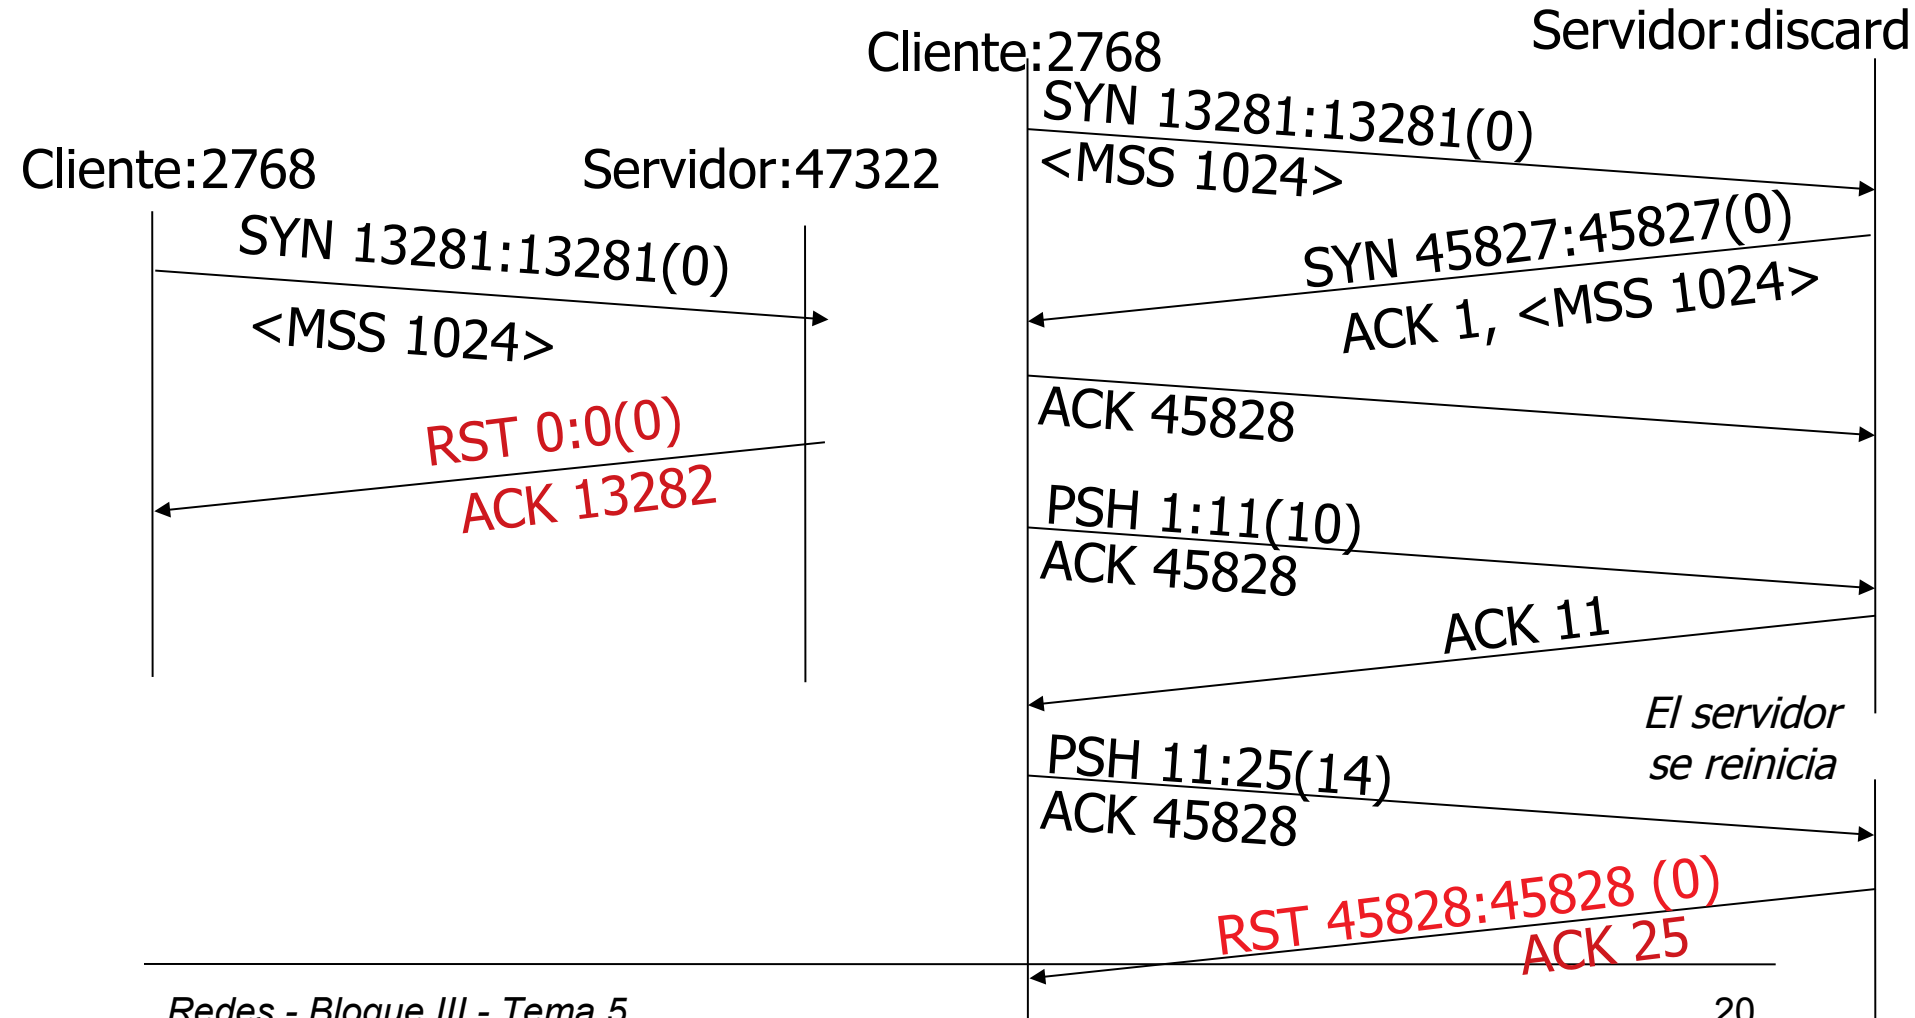 Cliente:2768
Servidor:47322
SYN 13281:13281(0)
<MSS 1024>
RST 0:0(0)
ACK 13282
Cliente:2768
Servidor:discard
SYN 13281:13281(0)
<MSS 1024>
SYN 45827:45827(0)
ACK 1, <MSS 1024>
ACK 45828
PSH 1:11(10)
ACK 45828
ACK 11
El servidor
se reinicia
PSH 11:25(14)
ACK 45828
RST 45828:45828 (0)
ACK 25
Redes - Bloque III - Tema 5
20